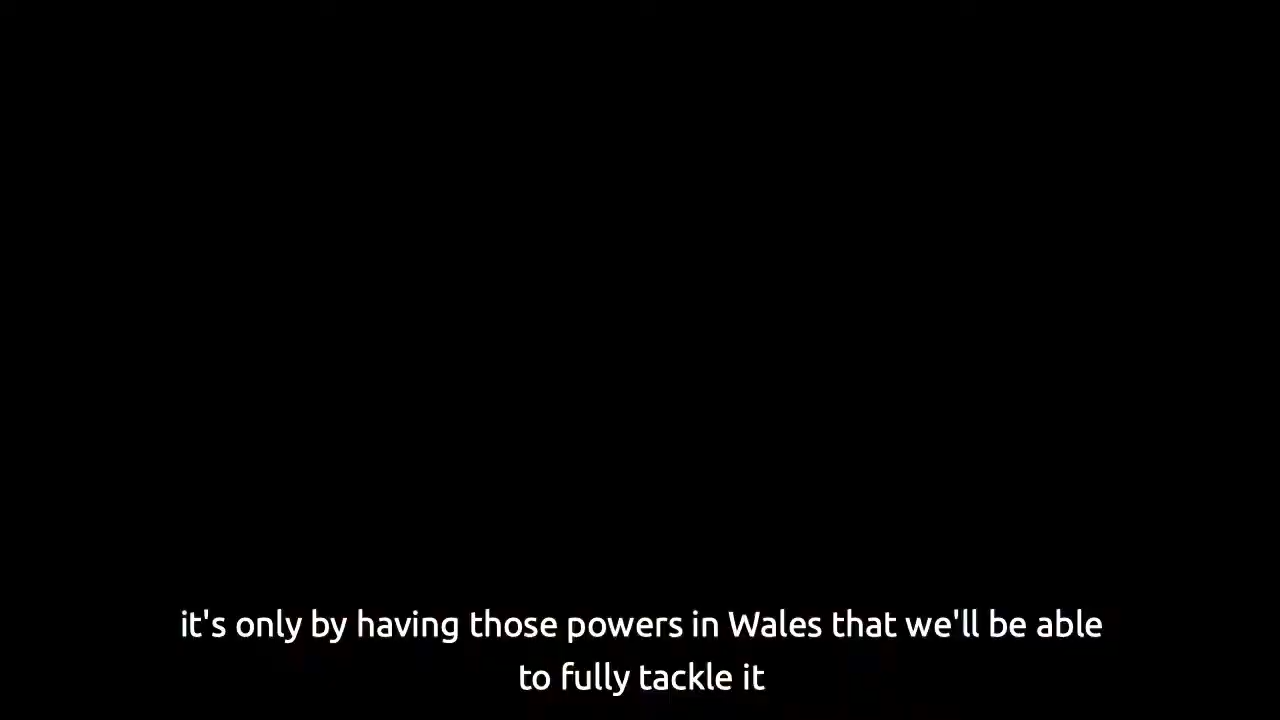 it's only by having those powers in Wales that we'll be able
to fully tackle it